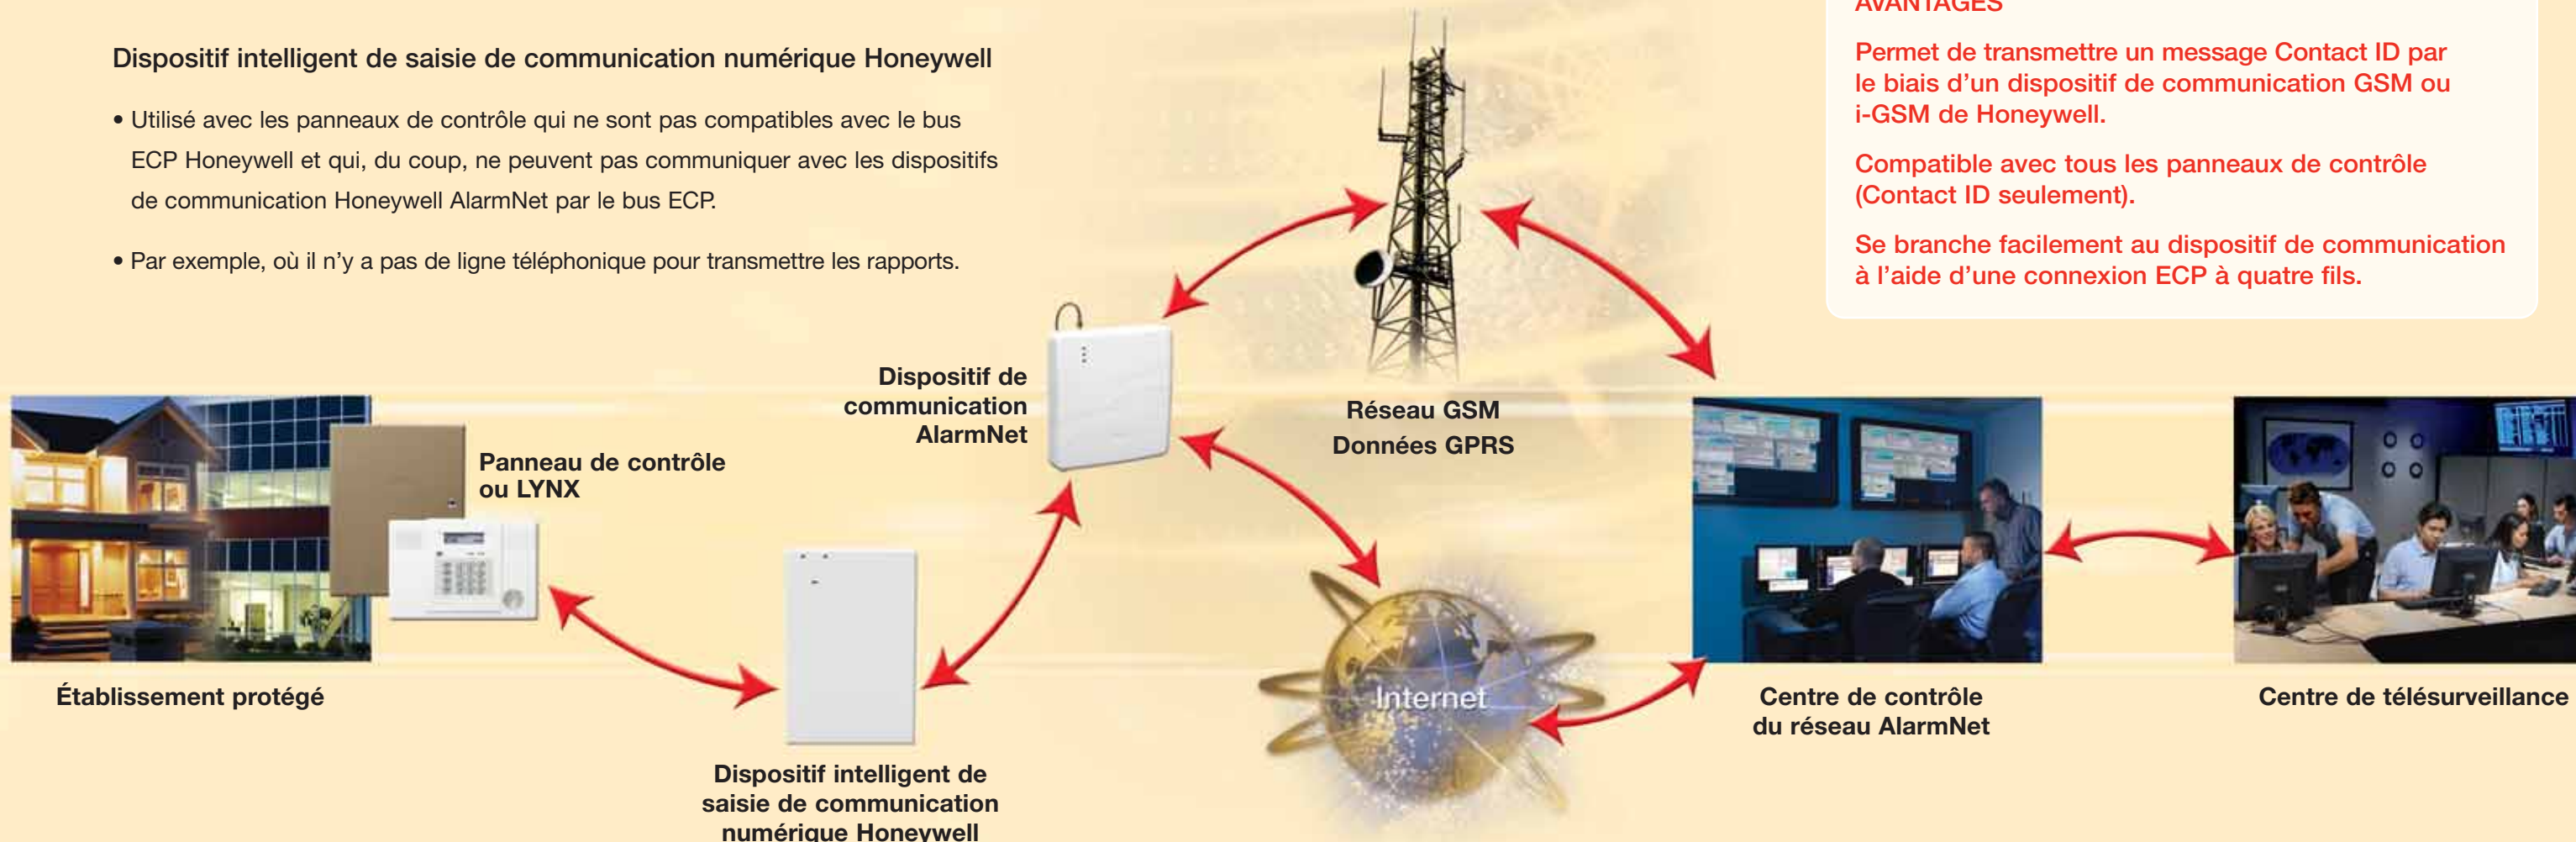 Dispositif intelligent de saisie de communication numérique Honeywell
• Utilisé avec les panneaux de contrôle qui ne sont pas compatibles avec le bus
ECP Honeywell et qui, du coup, ne peuvent pas communiquer avec les dispositifs
de communication Honeywell AlarmNet par le bus ECP.
• Par exemple, où il n’y a pas de ligne téléphonique pour transmettre les rapports.
AVANTAGES
Permet de transmettre un message Contact ID par
le biais d’un dispositif de communication GSM ou
i-GSM de Honeywell.
Compatible avec tous les panneaux de contrôle
(Contact ID seulement).
Se branche facilement au dispositif de communication
à l’aide d’une connexion ECP à quatre fils.
Établissement protégé
Panneau de contrôle
ou LYNX
Dispositif intelligent de
saisie de communication
numérique Honeywell
Dispositif de
communication
AlarmNet
Réseau GSM
Données GPRS
Internet
Centre de contrôle
du réseau AlarmNet
Centre de télésurveillance